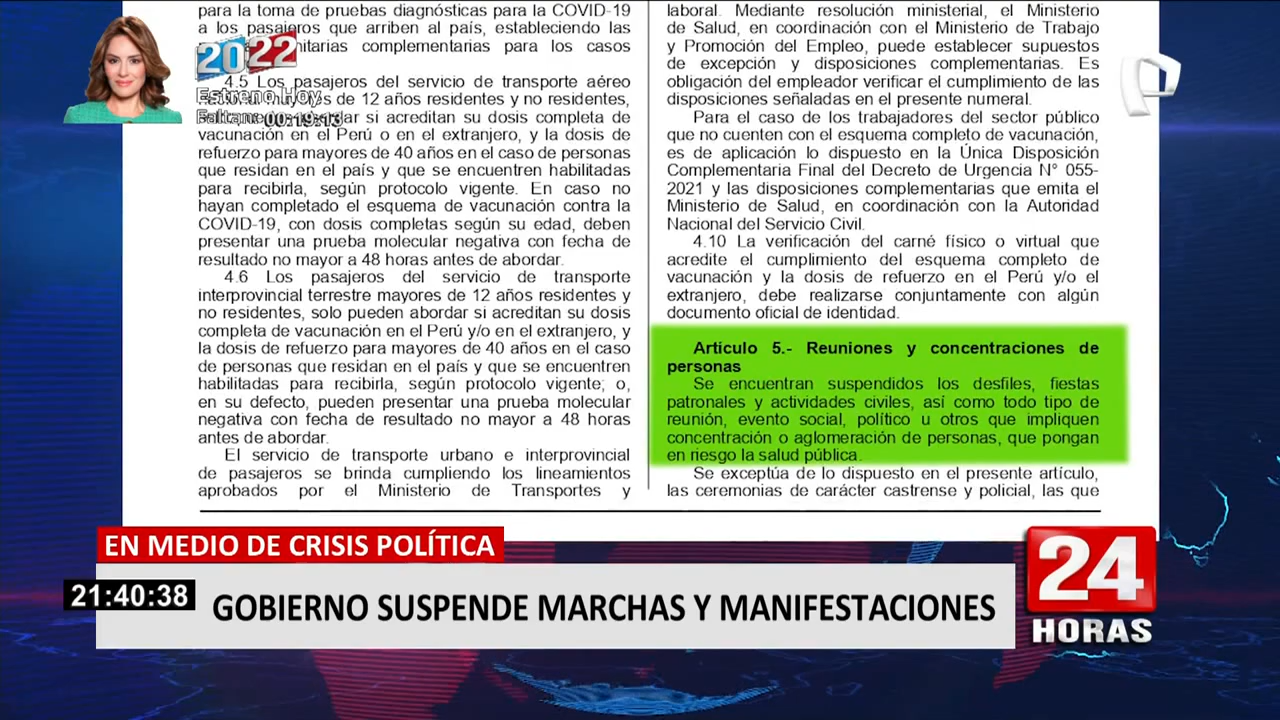 2022
Estreno Hoy
Faltan: 00:19:13
para la toma de pruebas diagnósticas para la COVID-19
a los pasajeros que arriben al país, estableciendo las
nitarias complementarias para los casos
4.5 Los pasajeros del servicio de transporte aéreo
mayores de 12 años residentes y no residentes,
si acreditan su dosis completa de
vacunación en el Perú o en el extranjero, y la dosis de
refuerzo para mayores de 40 años en el caso de personas
que residan en el país y que se encuentren habilitadas
para recibirla, según protocolo vigente. En caso no
hayan completado el esquema de vacunación contra la
COVID-19, con dosis completas según su edad, deben
presentar una prueba molecular negativa con fecha de
resultado no mayor a 48 horas antes de abordar.
4.6 Los pasajeros del servicio de transporte
interprovincial terrestre mayores de 12 años residentes y
no residentes, solo pueden abordar si acreditan su dosis
completa de vacunación en el Perú y/o en el extranjero, y
la dosis de refuerzo para mayores de 40 años en el caso
de personas que residan en el país y que se encuentren
habilitadas para recibirla, según protocolo vigente; o,
en su defecto, pueden presentar una prueba molecular
negativa con fecha de resultado no mayor a 48 horas
antes de abordar.
El servicio de transporte urbano e interprovincial
de pasajeros se brinda cumpliendo los lineamientos
aprobados por el Ministerio de Transportes y
laboral. Mediante resolución ministerial, el Ministerio
de Salud, en coordinación con el Ministerio de Trabajo
y Promoción del Empleo, puede establecer supuestos
de excepción y disposiciones complementarias. Es
obligación del empleador verificar el cumplimiento de las
disposiciones señaladas en el presente numeral.
Para el caso de los trabajadores del sector público
que no cuenten con el esquema completo de vacunación,
es de aplicación lo dispuesto en la Única Disposición
Complementaria Final del Decreto de Urgencia N° 055-
2021 y las disposiciones complementarias que emita el
Ministerio de Salud, en coordinación con la Autoridad
Nacional del Servicio Civil.
4.10 La verificación del carné físico o virtual que
acredite el cumplimiento del esquema completo de
vacunación y la dosis de refuerzo en el Perú y/o el
extranjero, debe realizarse conjuntamente con algún
documento oficial de identidad.
Artículo 5.- Reuniones y concentraciones de
personas
Se encuentran suspendidos los desfiles, fiestas
patronales y actividades civiles, así como todo tipo de
reunión, evento social, político u otros que impliquen
concentración o aglomeración de personas, que pongan
en riesgo la salud pública.
Se exceptúa de lo dispuesto en el presente artículo,
las ceremonias de carácter castrense y policial, las que
EN MEDIO DE CRISIS POLÍTICA
21:40:38
GOBIERNO SUSPENDE MARCHAS Y MANIFESTACIONES
24
HORAS